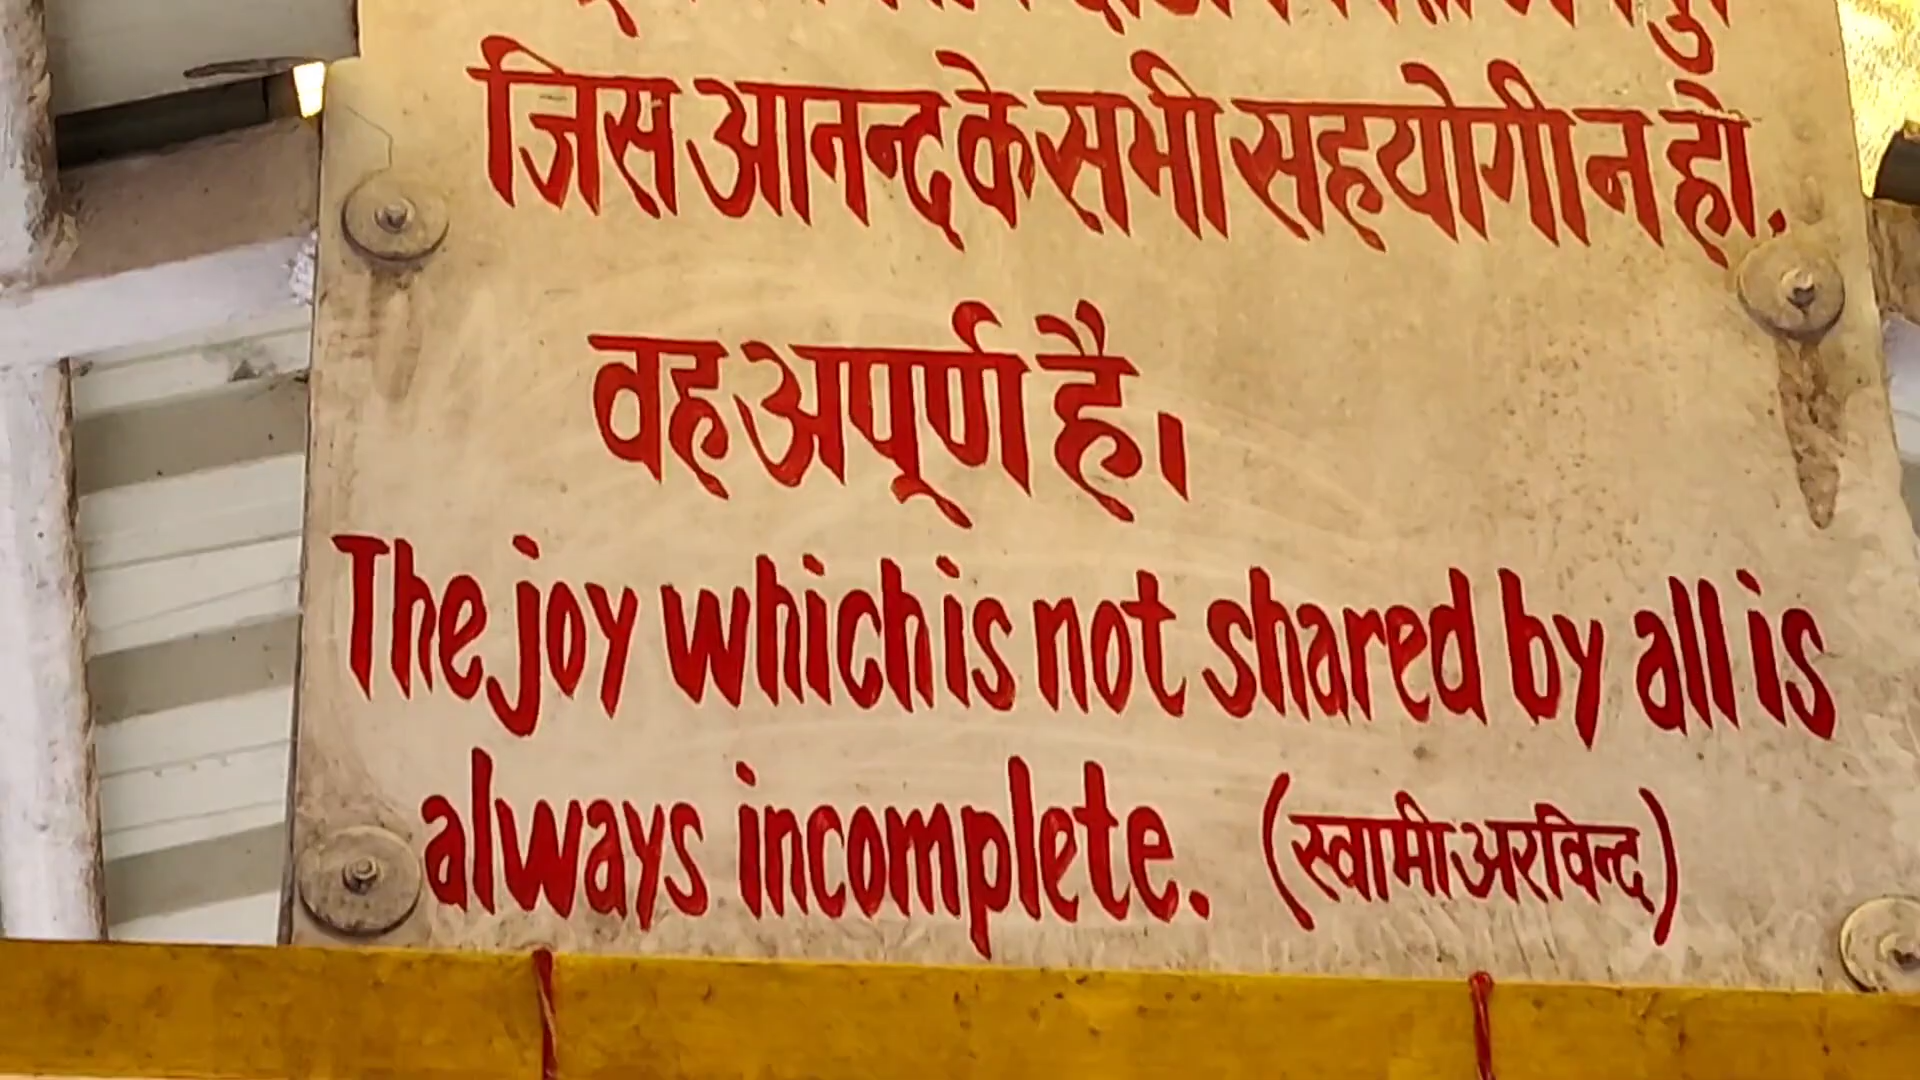 जिस आनन्द के सभी सहयोगी न हो.
वह अपूर्ण है।
The joy which is not shared by all is
always incomplete. (स्वामी अरविन्द)